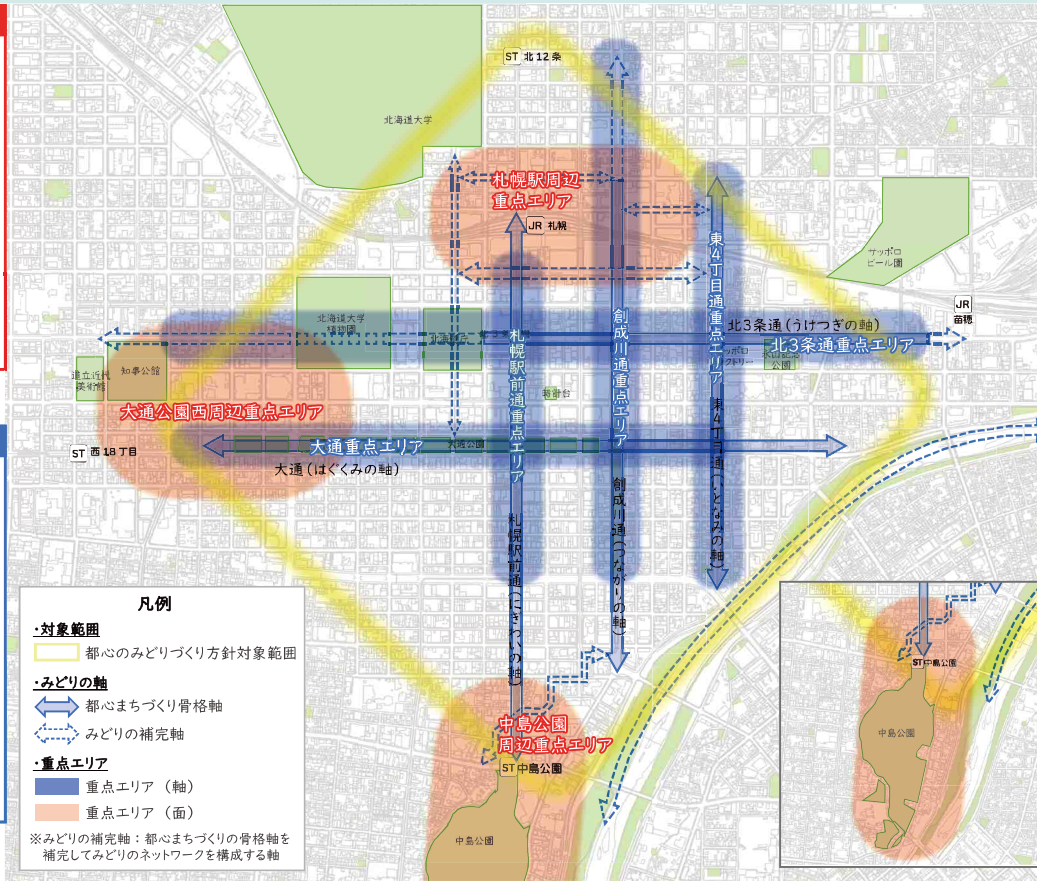 ST 北12条
北海道大学
札幌駅周辺
重点エリア
JR 札幌
サッポロ
ビール園
JR
苗穂
北海道大学
植物園
北3条通(うけつぎの軸)
北3条通重点エリア
道立近代
美術館
知事公館
大通公園西周辺重点エリア
ST 西18丁目
大通重点エリア
大通公園
大通(はぐくみの軸)
札幌駅前通重点エリア
札幌駅前通(にぎわいの軸)
創成川通重点エリア
創成川通(つながりの軸)
東4丁目通重点エリア
東4丁目通(いとなみの軸)
中島公園
周辺重点エリア
ST 中島公園
中島公園
ST 中島公園
中島公園
凡例
・対象範囲
都心のみどりづくり方針対象範囲
・みどりの軸
都心まちづくり骨格軸
みどりの補完軸
・重点エリア
重点エリア（軸）
重点エリア（面）
※みどりの補完軸：都心まちづくりの骨格軸を
補完してみどりのネットワークを構成する軸